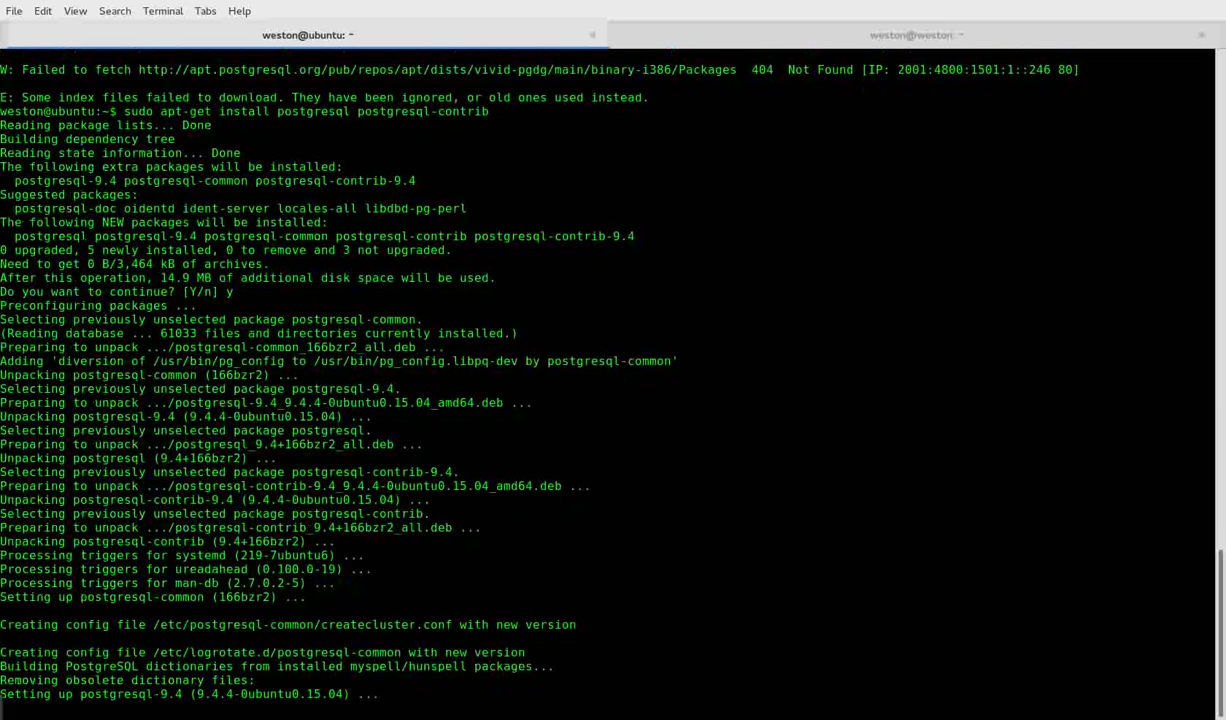 File Edit View Search Terminal Tabs Help
weston@ubuntu: ~ weston@weston: ~
W: Failed to fetch http://apt.postgresql.org/pub/repos/apt/dists/vivid-pgdg/main/binary-i386/Packages  404  Not Found [IP: 2001:4800:1501:1::246 80]
E: Some index files failed to download. They have been ignored, or old ones used instead.
weston@ubuntu:~$ sudo apt-get install postgresql postgresql-contrib
Reading package lists... Done
Building dependency tree
Reading state information... Done
The following extra packages will be installed:
  postgresql-9.4 postgresql-common postgresql-contrib-9.4
Suggested packages:
  postgresql-doc oidentd ident-server locales-all libdbd-pg-perl
The following NEW packages will be installed:
  postgresql postgresql-9.4 postgresql-common postgresql-contrib postgresql-contrib-9.4
0 upgraded, 5 newly installed, 0 to remove and 3 not upgraded.
Need to get 0 B/3,464 kB of archives.
After this operation, 14.9 MB of additional disk space will be used.
Do you want to continue? [Y/n] y
Preconfiguring packages ...
Selecting previously unselected package postgresql-common.
(Reading database ... 61033 files and directories currently installed.)
Preparing to unpack .../postgresql-common_166bzr2_all.deb ...
Adding 'diversion of /usr/bin/pg_config to /usr/bin/pg_config.libpq-dev by postgresql-common'
Unpacking postgresql-common (166bzr2) ...
Selecting previously unselected package postgresql-9.4.
Preparing to unpack .../postgresql-9.4_9.4.4-0ubuntu0.15.04_amd64.deb ...
Unpacking postgresql-9.4 (9.4.4-0ubuntu0.15.04) ...
Selecting previously unselected package postgresql.
Preparing to unpack .../postgresql_9.4+166bzr2_all.deb ...
Unpacking postgresql (9.4+166bzr2) ...
Selecting previously unselected package postgresql-contrib-9.4.
Preparing to unpack .../postgresql-contrib-9.4_9.4.4-0ubuntu0.15.04_amd64.deb ...
Unpacking postgresql-contrib-9.4 (9.4.4-0ubuntu0.15.04) ...
Selecting previously unselected package postgresql-contrib.
Preparing to unpack .../postgresql-contrib_9.4+166bzr2_all.deb ...
Unpacking postgresql-contrib (9.4+166bzr2) ...
Processing triggers for systemd (219-7ubuntu6) ...
Processing triggers for ureadahead (0.100.0-19) ...
Processing triggers for man-db (2.7.0.2-5) ...
Setting up postgresql-common (166bzr2) ...
Creating config file /etc/postgresql-common/createcluster.conf with new version
Creating config file /etc/logrotate.d/postgresql-common with new version
Building PostgreSQL dictionaries from installed myspell/hunspell packages...
Removing obsolete dictionary files:
Setting up postgresql-9.4 (9.4.4-0ubuntu0.15.04) ...